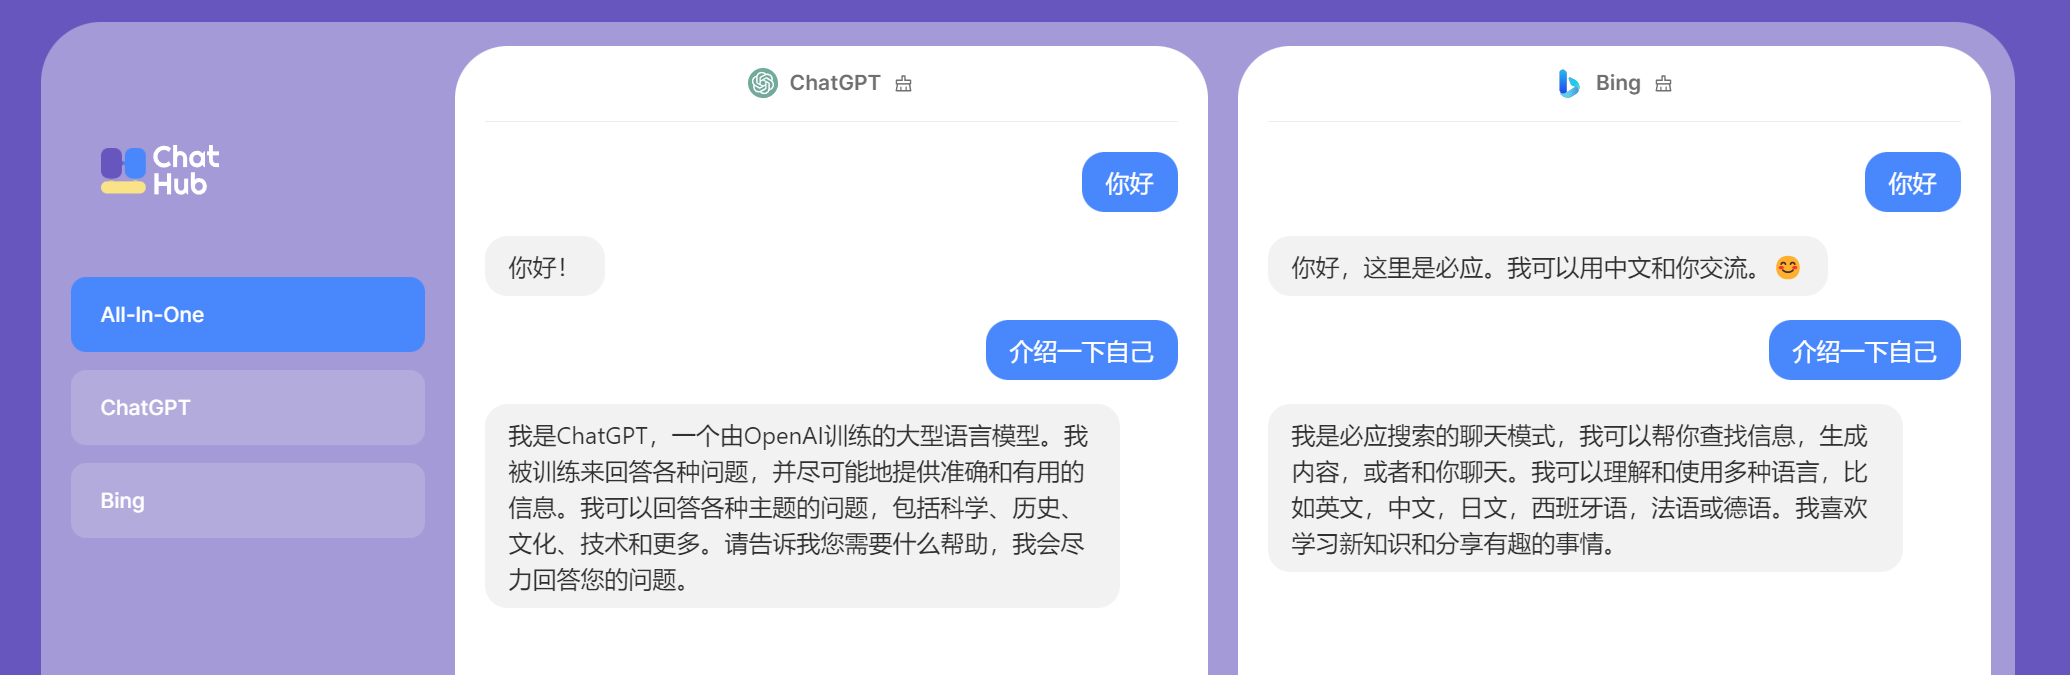 Chat
Hub
All-In-One
ChatGPT
Bing
ChatGPT
你好
你好！
介绍一下自己
我是ChatGPT，一个由OpenAI训练的大型语言模型。我
被训练来回答各种问题，并尽可能地提供准确和有用的
信息。我可以回答各种主题的问题，包括科学、历史、
文化、技术和更多。请告诉我您需要什么帮助，我会尽
力回答您的问题。
Bing
你好
你好，这里是必应。我可以用中文和你交流。😊
介绍一下自己
我是必应搜索的聊天模式，我可以帮你查找信息，生成
内容，或者和你聊天。我可以理解和使用多种语言，比
如英文，中文，日文，西班牙语，法语或德语。我喜欢
学习新知识和分享有趣的事情。